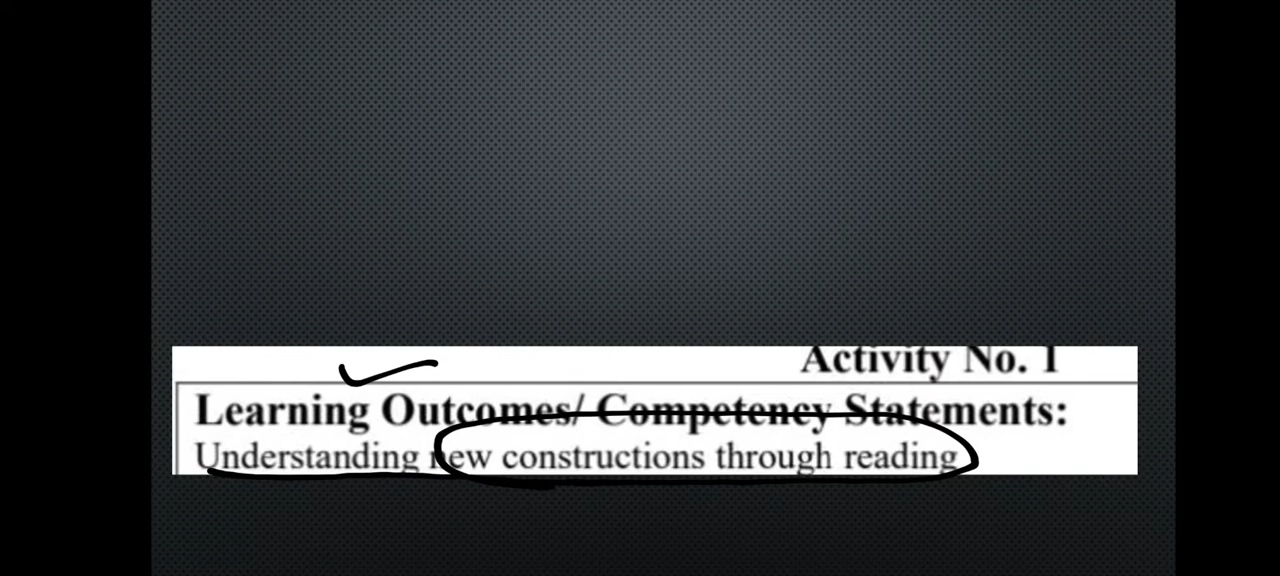 Activity No. 1
Learning Outcomes/ Competency Statements:
Understanding new constructions through reading